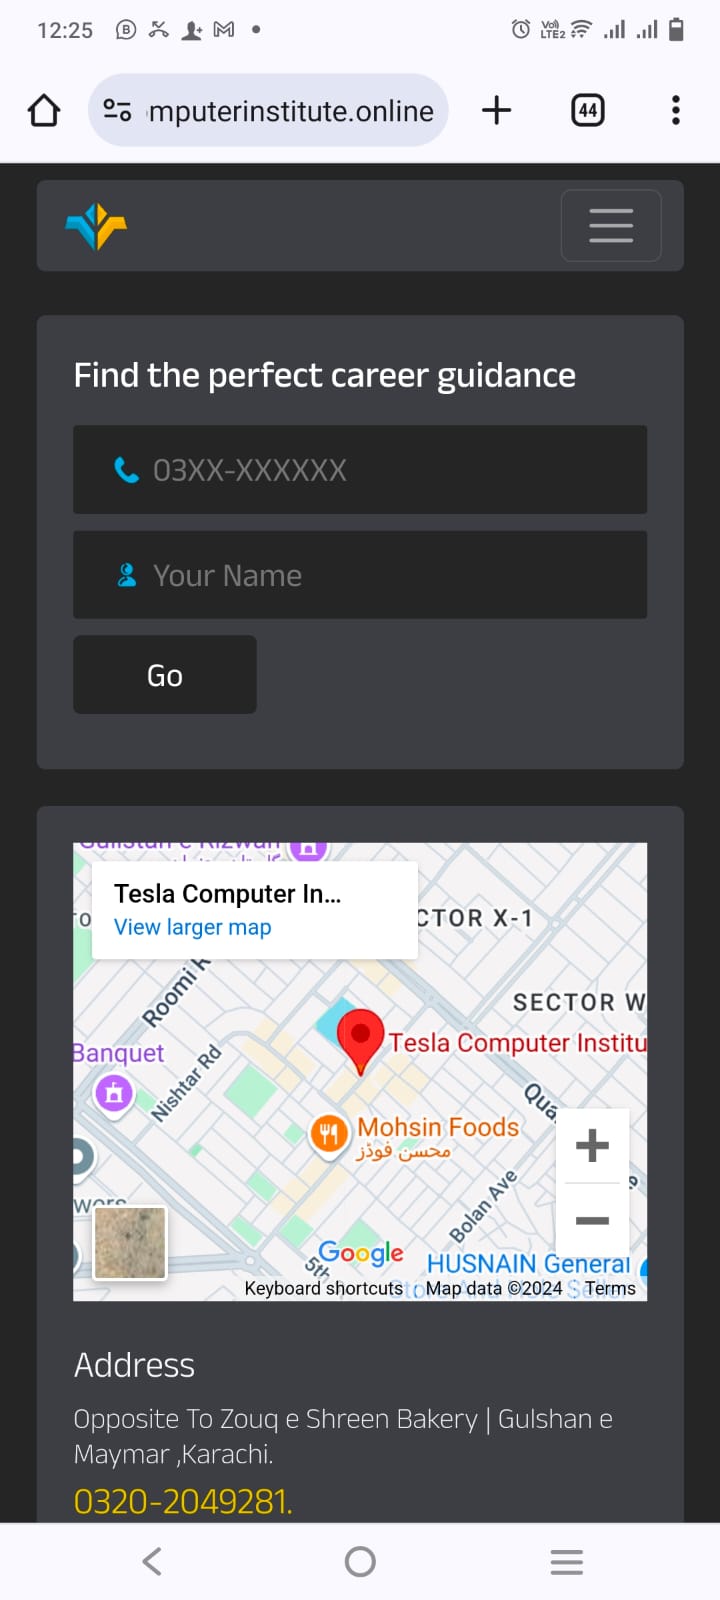 12:25
VoI) LTE2
mputerinstitute.online
44
Find the perfect career guidance
03XX-XXXXXX
Your Name
Go
Tesla Computer In...
View larger map
CTOR X-1
Roomi R
SECTOR W
Tesla Computer Institu
Banquet
Nishtar Rd
Qua
Mohsin Foods
محسن فوڈز
Bolan Ave
5th
Google
HUSNAIN General
Keyboard shortcuts
Map data ©2024
Terms
Address
Opposite To Zouq e Shreen Bakery | Gulshan e
Maymar ,Karachi.
0320-2049281.